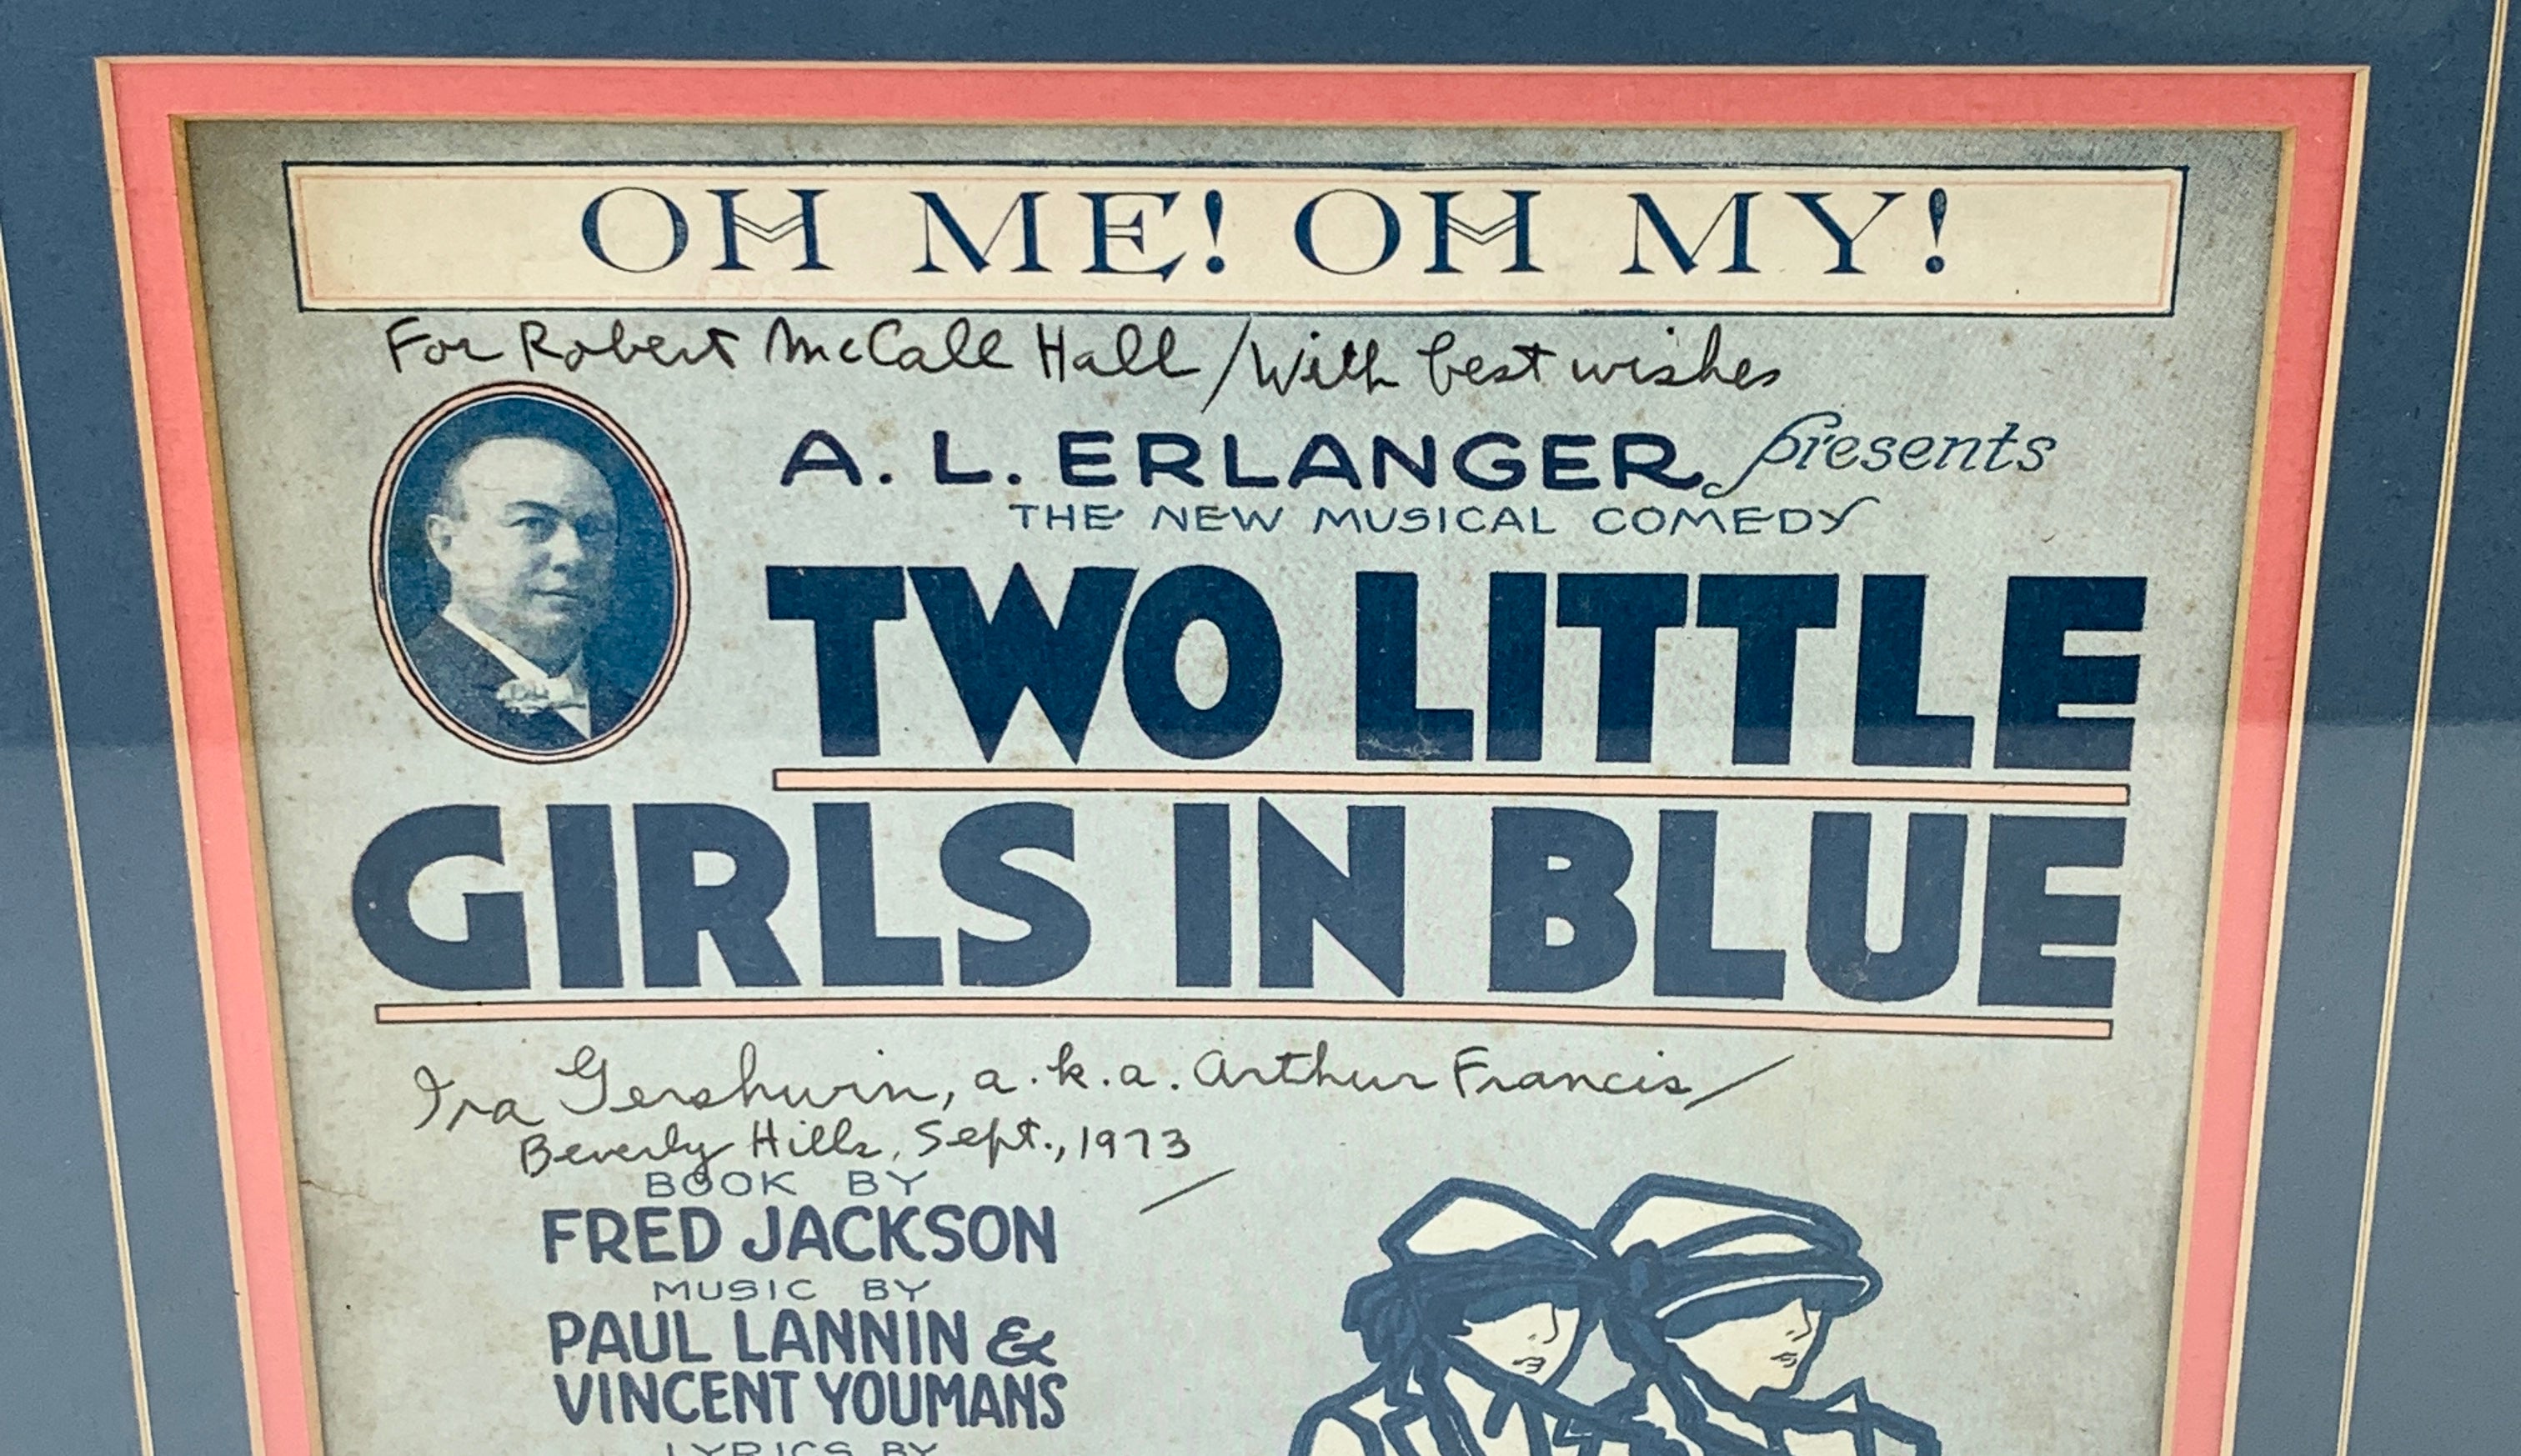 OH ME! OH MY!
For Robert McCall Hall / With best wishes
A. L. ERLANGER presents
THE NEW MUSICAL COMEDY
TWO LITTLE
GIRLS IN BLUE
Ira Gershwin, a.k.a. Arthur Francis /
Beverly Hills, Sept., 1973
BOOK BY
FRED JACKSON
MUSIC BY
PAUL LANNIN &
VINCENT YOUMANS
LYRICS BY